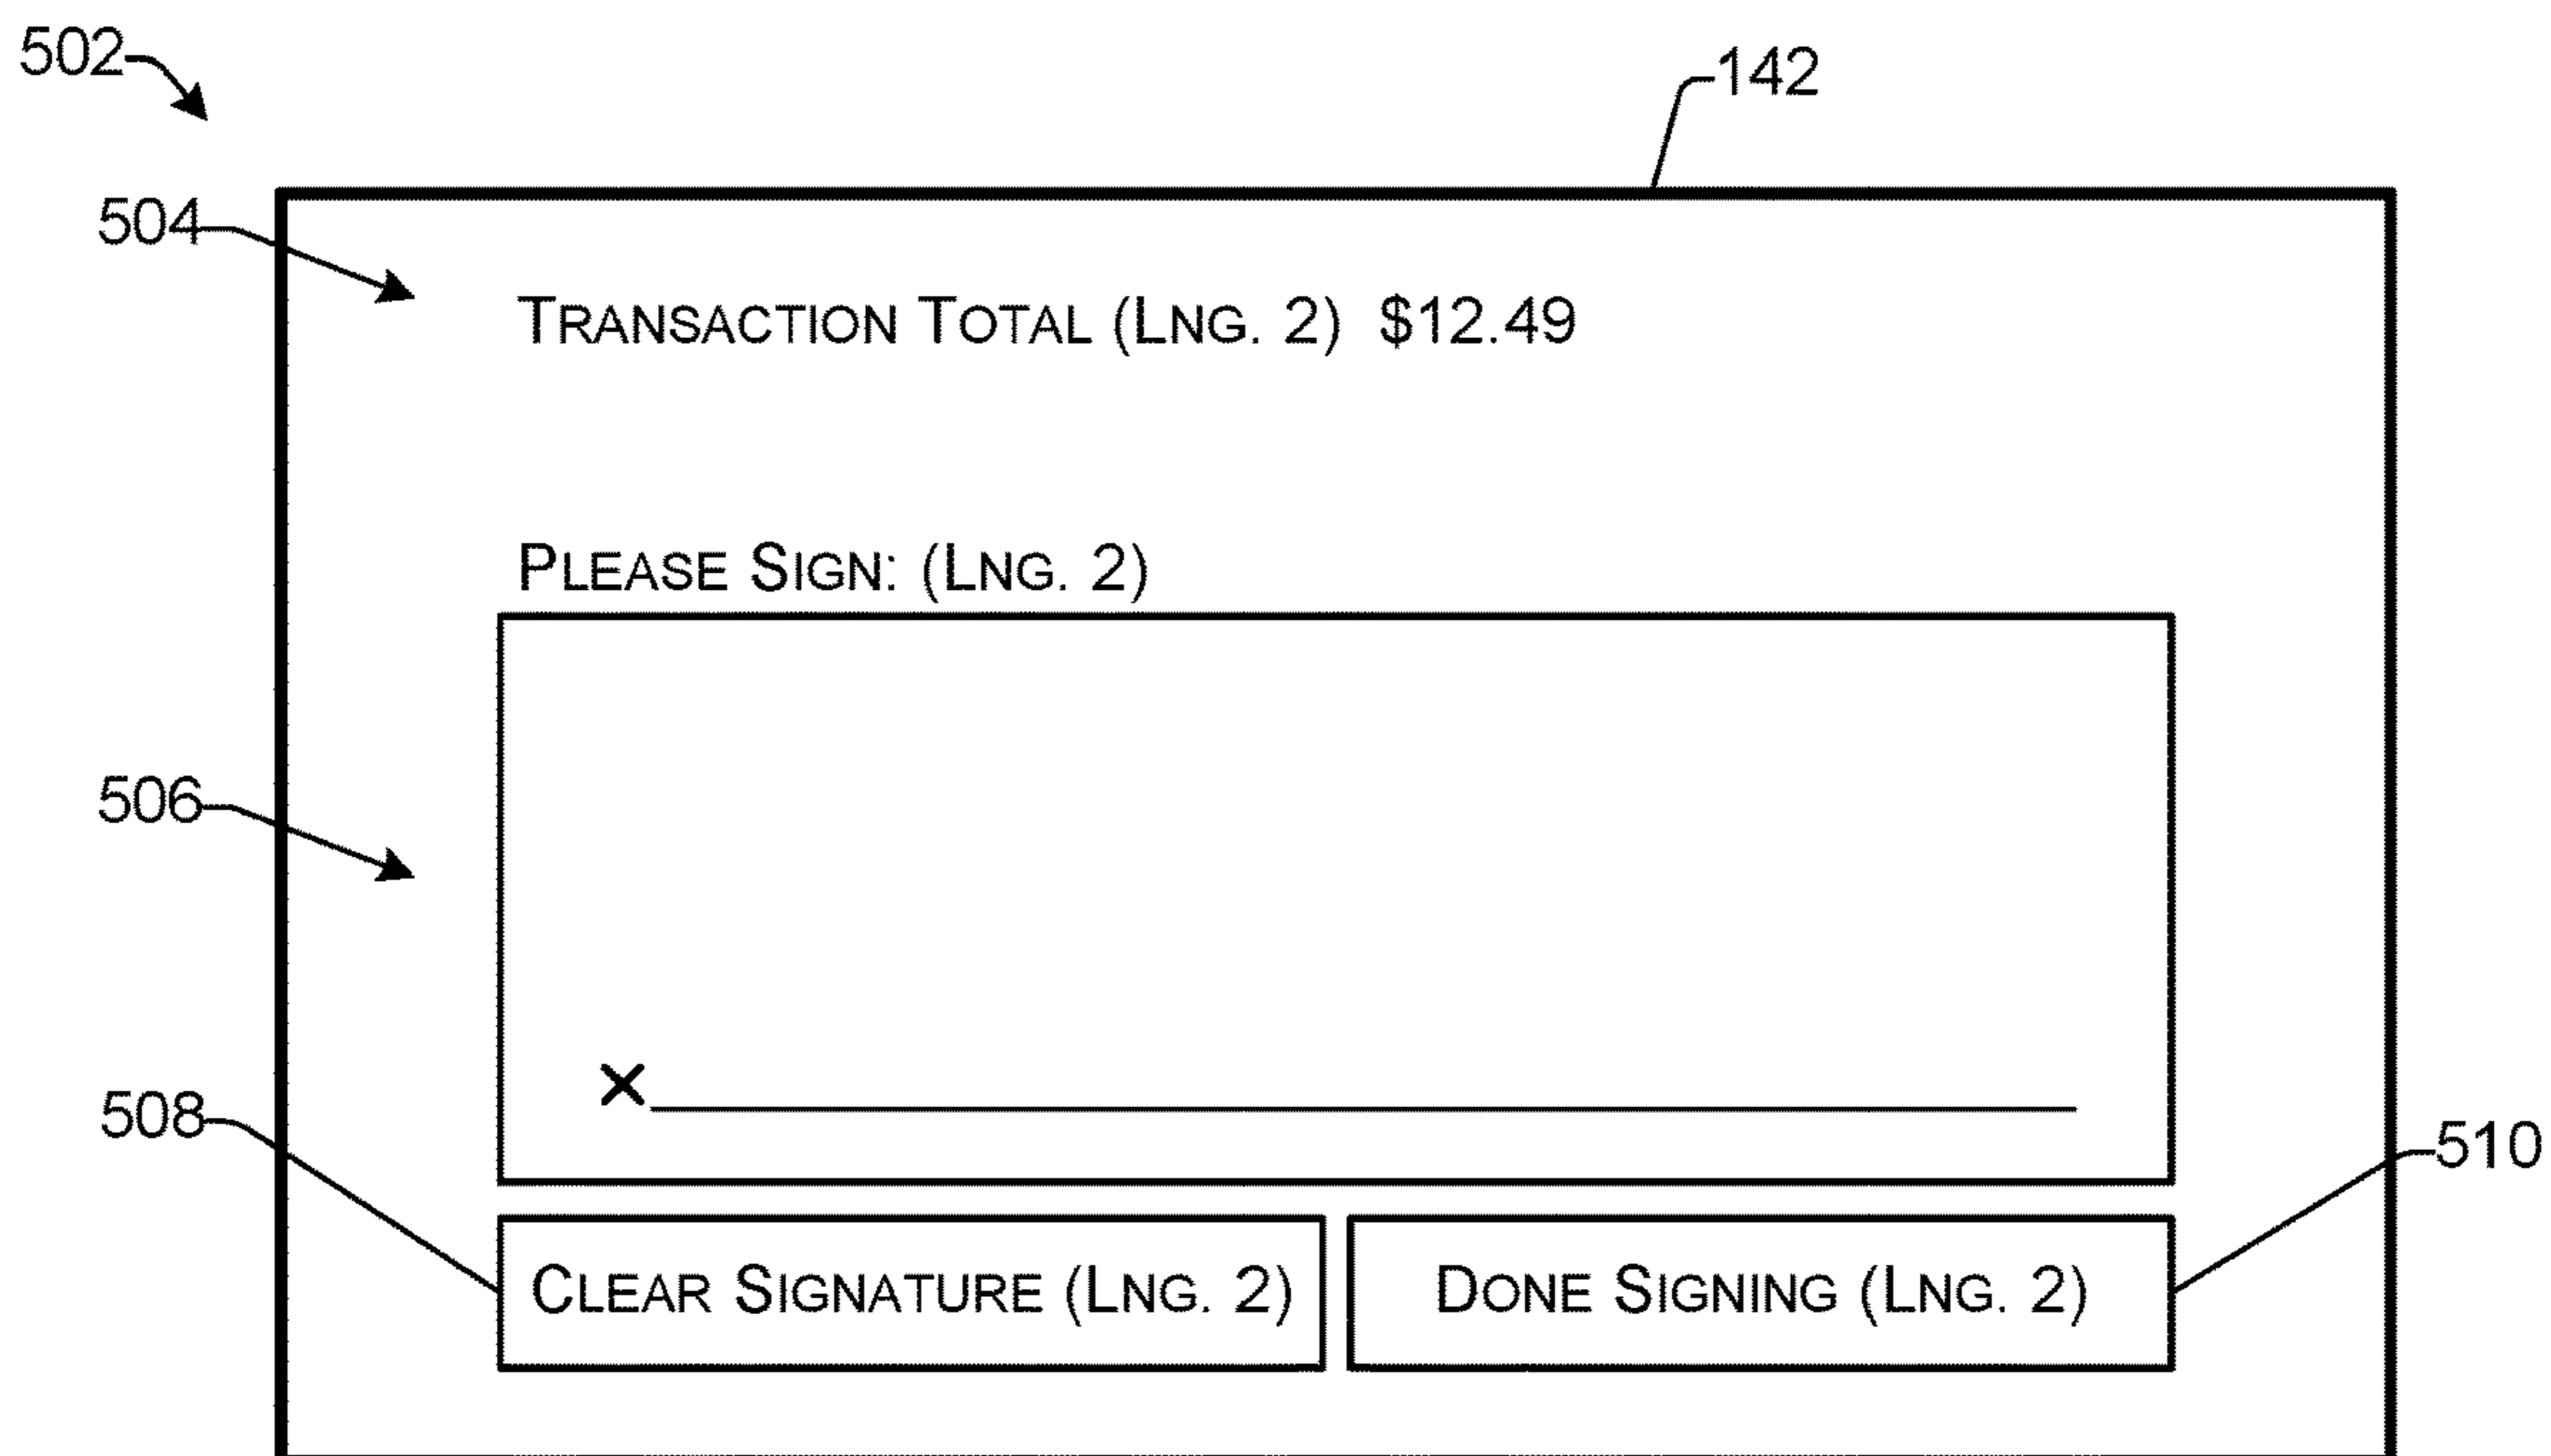 502
142
504
TRANSACTION TOTAL (LNG. 2) $12.49
PLEASE SIGN: (LNG. 2)
506
X
508
510
CLEAR SIGNATURE (LNG. 2)
DONE SIGNING (LNG. 2)